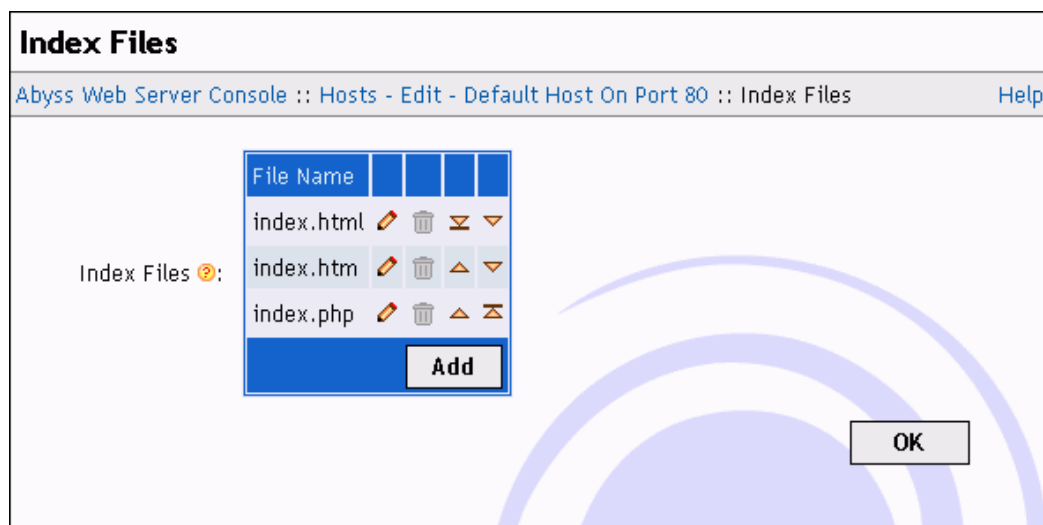 Index Files
Abyss Web Server Console :: Hosts - Edit - Default Host On Port 80 :: Index Files Help
File Name
index.html
Index Files ?: index.htm
index.php
Add
OK